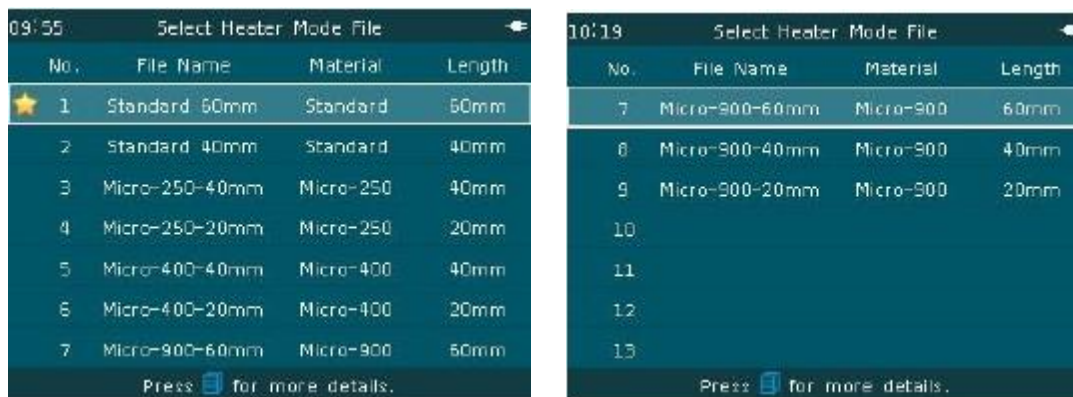 09:55 Select Heater Mode File
No. File Name Material Length
1 Standard 60mm Standard 60mm
2 Standard 40mm Standard 40mm
3 Micro-250-40mm Micro-250 40mm
4 Micro-250-20mm Micro-250 20mm
5 Micro-400-40mm Micro-400 40mm
6 Micro-400-20mm Micro-400 20mm
7 Micro-900-60mm Micro-900 60mm
Press for more details.
10:19 Select Heater Mode File
No. File Name Material Length
7 Micro-900-60mm Micro-900 60mm
8 Micro-900-40mm Micro-900 40mm
9 Micro-900-20mm Micro-900 20mm
10
11
12
13
Press for more details.